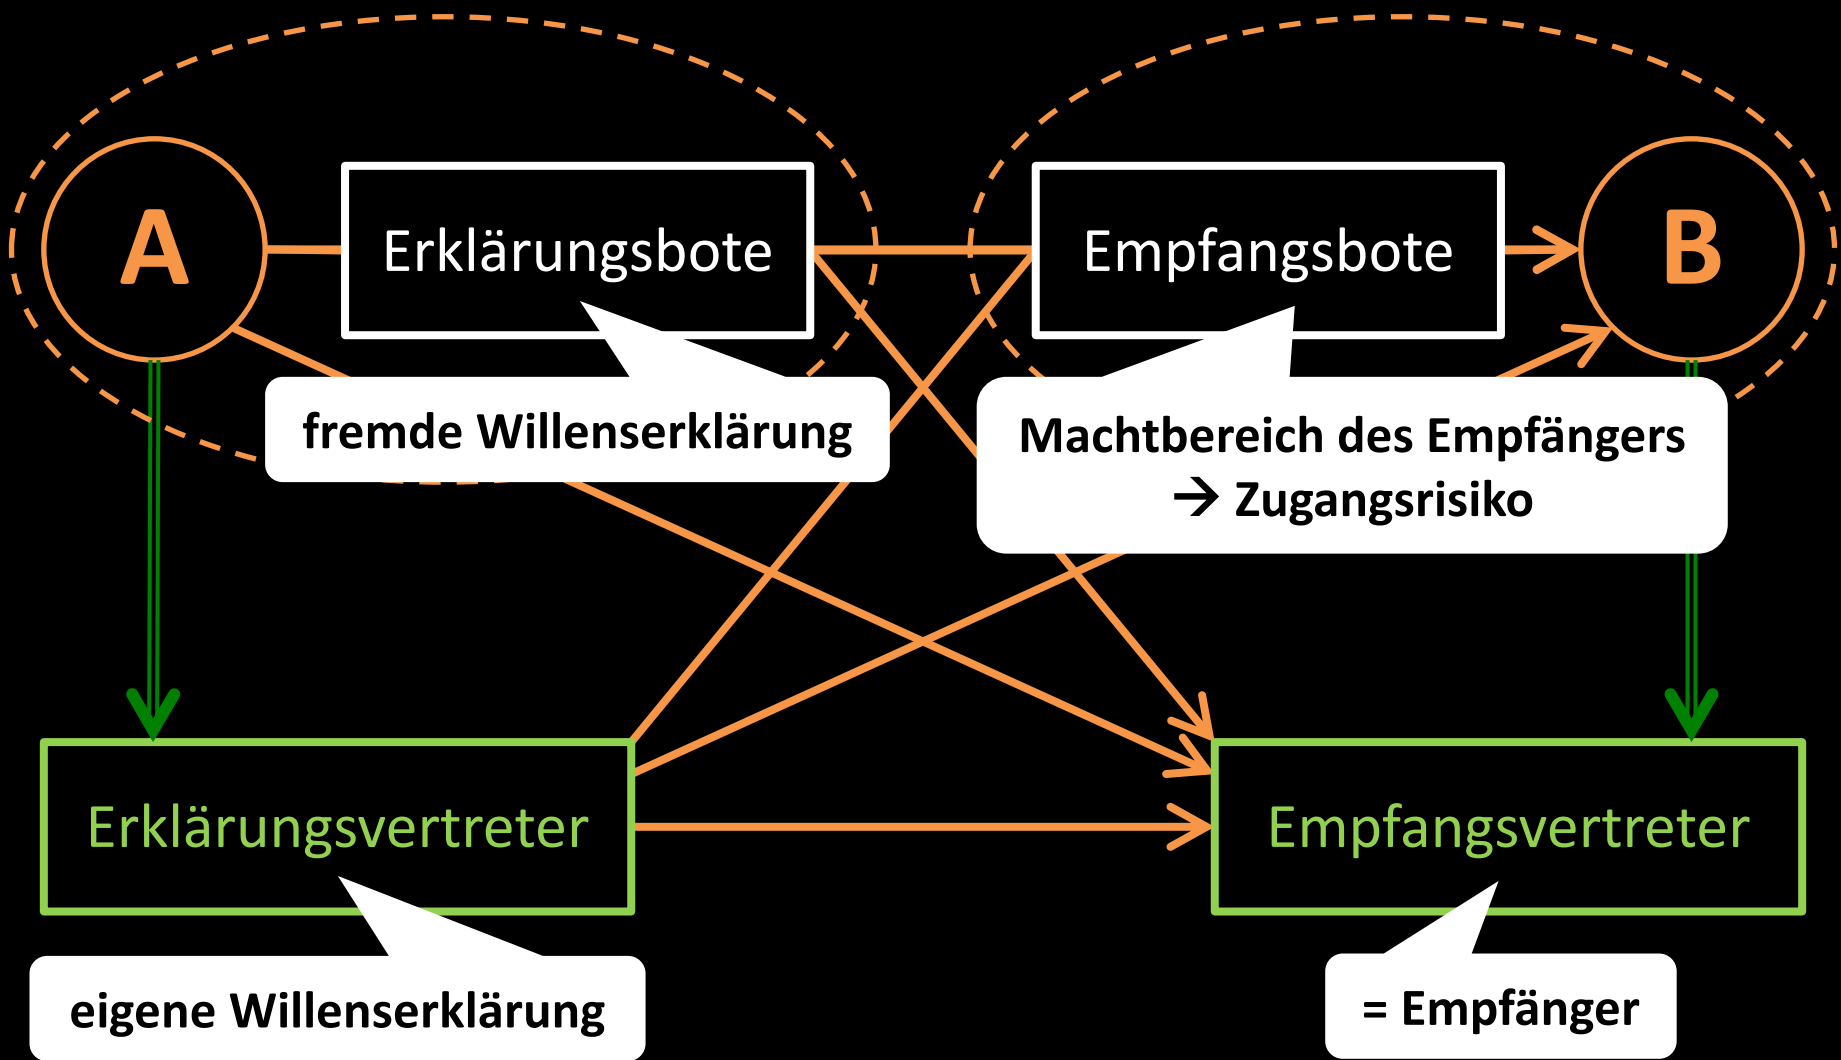 A
Erklärungsbote
Empfangsbote
B
fremde Willenserklärung
Machtbereich des Empfängers
→ Zugangsrisiko
Erklärungsvertreter
Empfangsvertreter
eigene Willenserklärung
= Empfänger